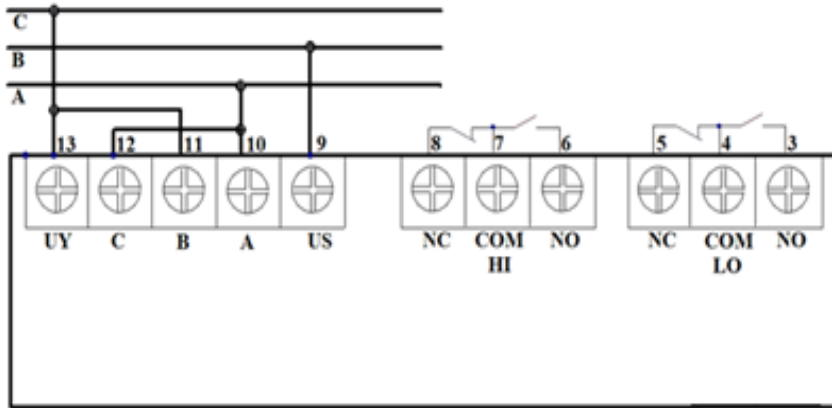 C
B
A
13 12 11 10 9 8 7 6 5 4 3
UY C B A US NC COM NO NC COM NO
HI LO